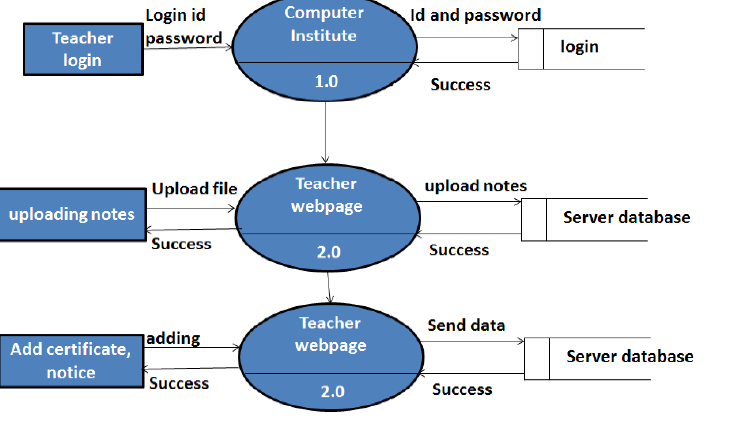 Login id
password
Teacher
login
Computer
Institute
1.0
Id and password
login
Success
Upload file
uploading notes
Success
Teacher
webpage
2.0
upload notes
Server database
Success
adding
Add certificate,
notice
Success
Teacher
webpage
2.0
Send data
Server database
Success